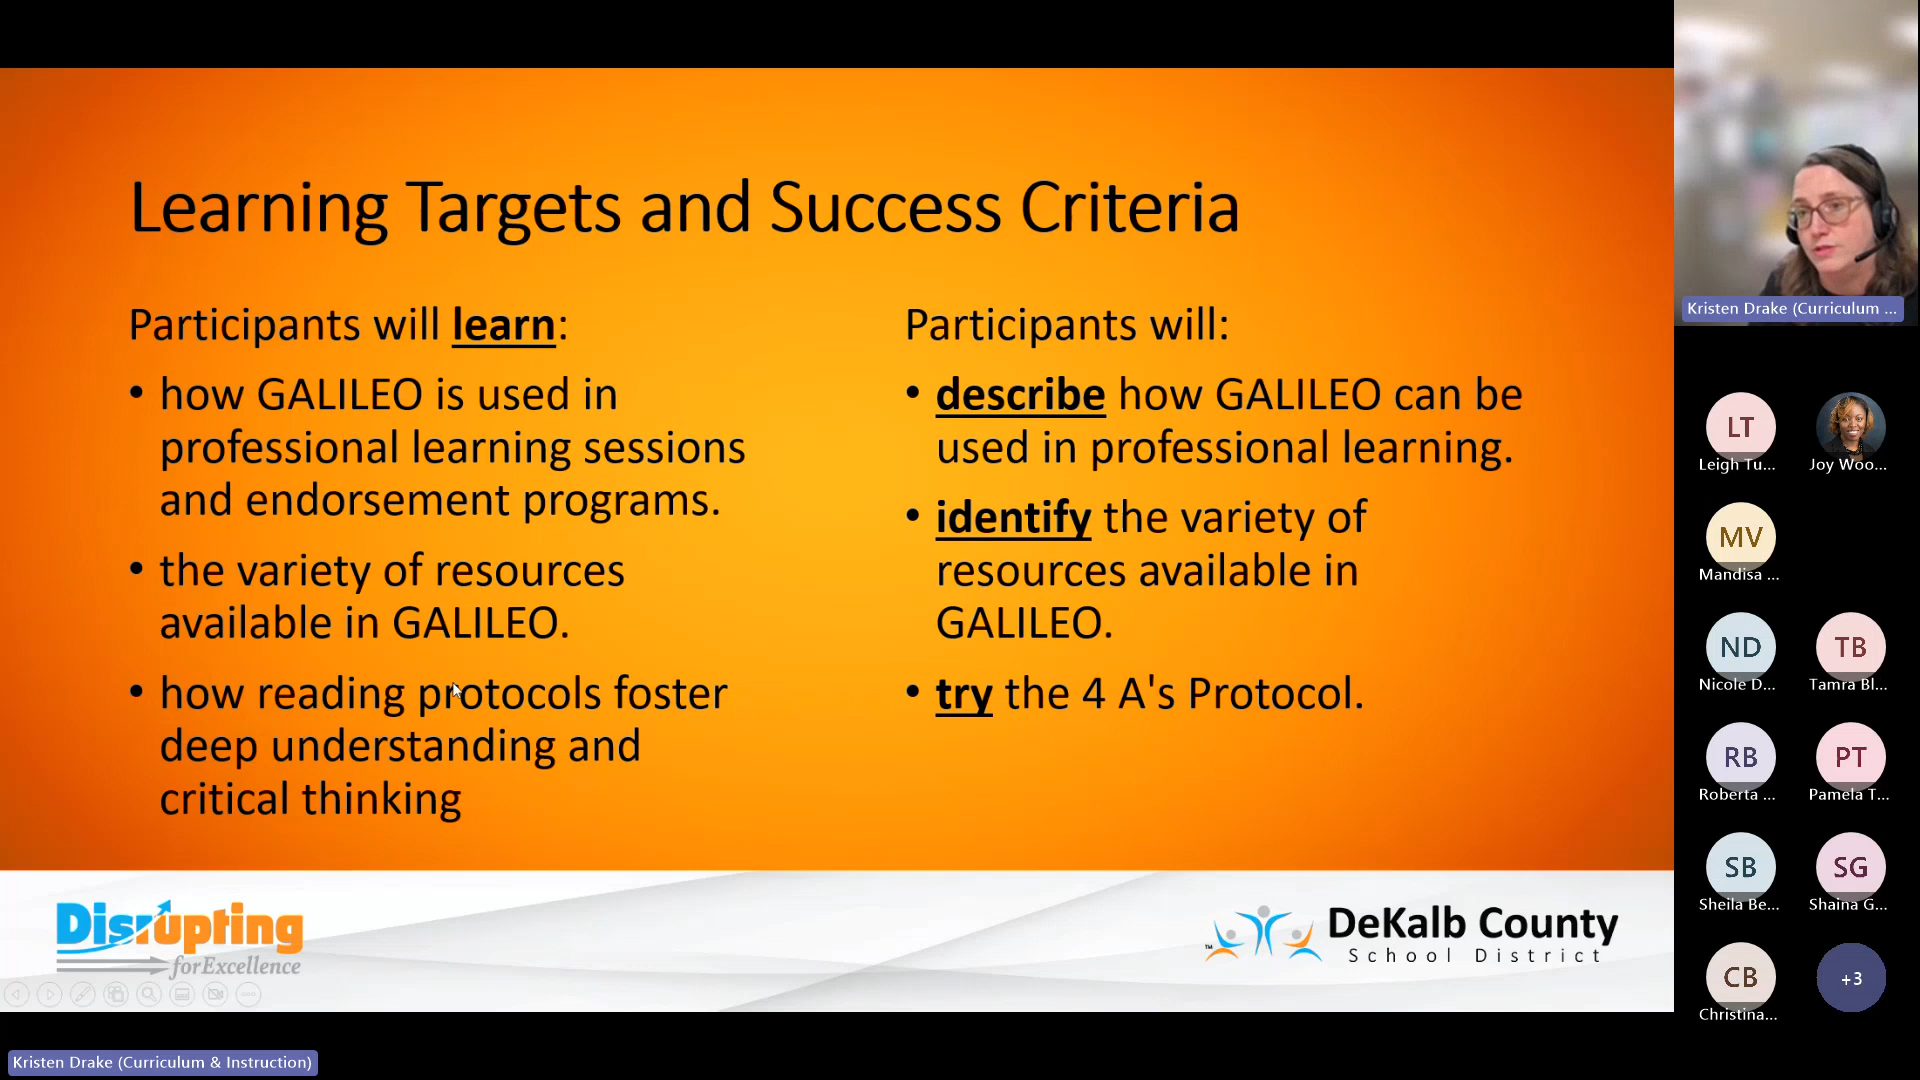 Learning Targets and Success Criteria
Participants will learn:
• how GALILEO is used in
professional learning sessions
and endorsement programs.
• the variety of resources
available in GALILEO.
• how reading protocols foster
deep understanding and
critical thinking
Participants will:
• describe how GALILEO can be
used in professional learning.
• identify the variety of
resources available in
GALILEO.
• try the 4 A's Protocol.
Disrupting
for Excellence
™
DeKalb County
School District
Kristen Drake (Curriculum & Instruction)
Kristen Drake (Curriculum ...
LT
Leigh Tu...
Joy Woo...
MV
Mandisa ...
ND
Nicole D...
TB
Tamra Bl...
RB
Roberta ...
PT
Pamela T...
SB
Sheila Be...
SG
Shaina G...
CB
Christina...
+3